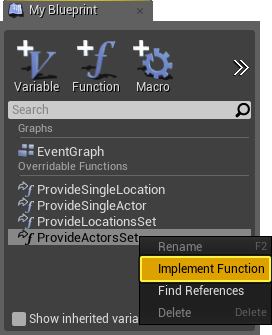 My Blueprint
Variable Function Macro
Search
Graphs
EventGraph
Overridable Functions
ProvideSingleLocation
ProvideSingleActor
ProvideLocationsSet
ProvideActorsSet
Rename F2
Implement Function
Find References
Delete Delete
Show inherited